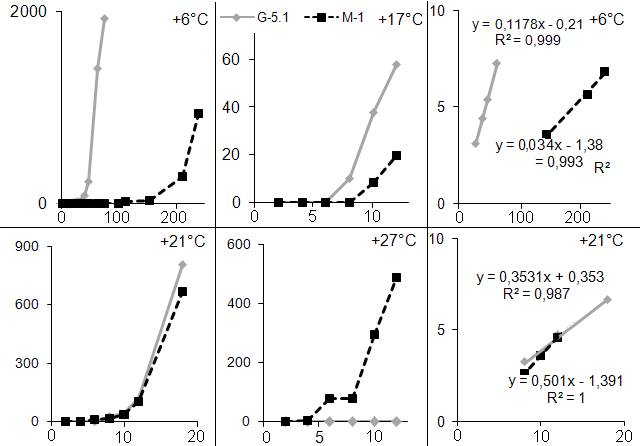 +6°C
2000
0
0
100
200
G-5.1
M-1
+17°C
60
40
20
0
0
5
10
y = 0,1178x - 0,21
+6°C
R² = 0,999
10
5
y = 0,034x - 1,38
= 0,993
R²
0
0
100
200
+21°C
900
600
300
0
0
10
20
+27°C
600
400
200
0
0
5
10
10
+21°C
y = 0,3531x + 0,353
R² = 0,987
5
y = 0,501x - 1,391
R² = 1
0
0
10
20